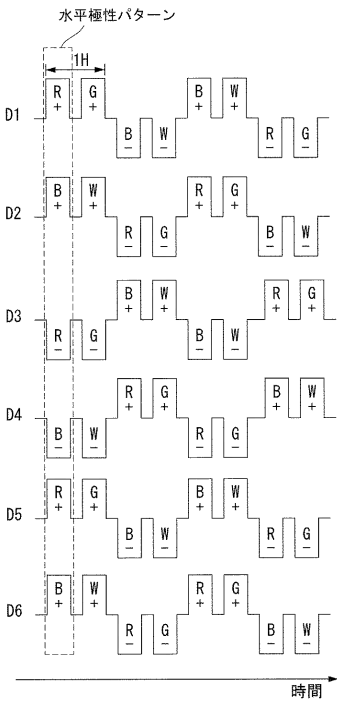 水平極性パターン
1H
D1 R + G + B - W - B + W + R - G -
D2 B + W + R - G - R + G + B - W -
D3 R - G - B + W + B - W - R + G +
D4 B - W - R + G + R - G - B + W +
D5 R + G + B - W - B + W + R - G -
D6 B + W + R - G - R + G + B - W -
時間